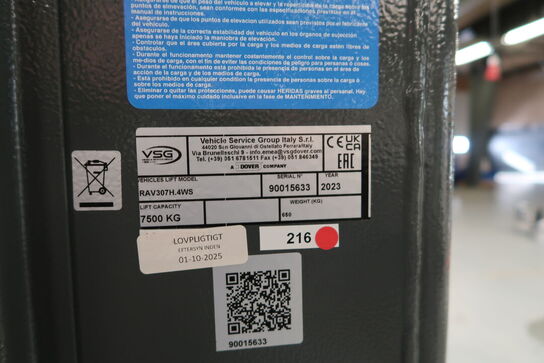 - Asegurarse de que el peso del vehículo a elevar y la repartición de la carga sobre los
puntos de elevación, sean conformes a las especificaciones presentes en el
manual de instrucciones.
- Asegurarse de que los puntos de elevación utilizados sean previstos por el fabricante
del vehículo.
- Asegurarse de la correcta estabilidad del vehículo en los órganos de sujeción
apenas se haya iniciado la maniobra de elevación.
- Controlar que el área cubierta por la carga y los medios de carga estén libres de
obstáculos.
- Durante el funcionamiento mantener constantemente el control sobre la carga y los
medios de carga, con el fin de evitar las condiciones de peligro para personas o cosas.
- Durante el funcionamiento está prohibida la presencia de personas en el área de
acción de la carga y de los medios de carga.
- Está prohibido en cualquier condición la presencia de personas sobre la carga ó
sobre los medios de carga.
- Eliminar o quitar las protecciones, puede causar HERIDAS graves. Hay que
poner el máximo cuidado inclusive en la fase de MANTENIMIENTO.
VSG
Vehicle Service Group Italy S.r.l.
44020 San Giovanni di Ostellato Ferrara/Italy
Via Brunelleschi 9 - info.emea@vsgdover.com
Tel. (+39) 051 6781511 Fax (+39) 051 846349
A DOVER COMPANY
CE UKCA
EAC
VEHICLES LIFT MODEL SERIAL N° YEAR
RAV307H.4WS 90015633 2023
LIFT CAPACITY WEIGHT (KG)
7500 KG 650
LOVPLIGTIGT
EFTERSYN INDEN
01-10-2025
216
90015633